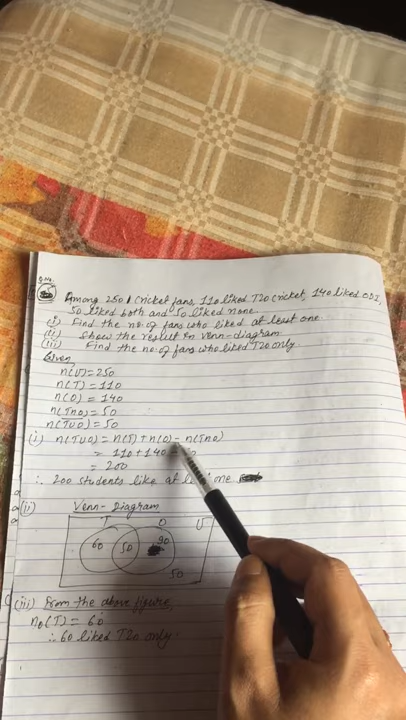 Q.No.
Among 250 Cricket fans, 110 liked T20 Cricket, 140 liked ODI,
50 liked both and 50 liked none.
(i) Find the no. of fans who liked at least one.
(ii) Show the result in Venn-diagram.
(iii) Find the no. of fans who liked T20 only.
Given
n(U) = 250
n(T) = 110
n(O) = 140
n(T∩O) = 50
n(T∪O) = 50
(i) n(T∪O) = n(T) + n(O) - n(T∩O)
= 110 + 140
= 200
∴ 200 students like at one
(ii) Venn-Diagram
T O U
60 50 90
50
(iii) From the above figure,
n₀(T) = 60
∴ 60 liked T20 only.